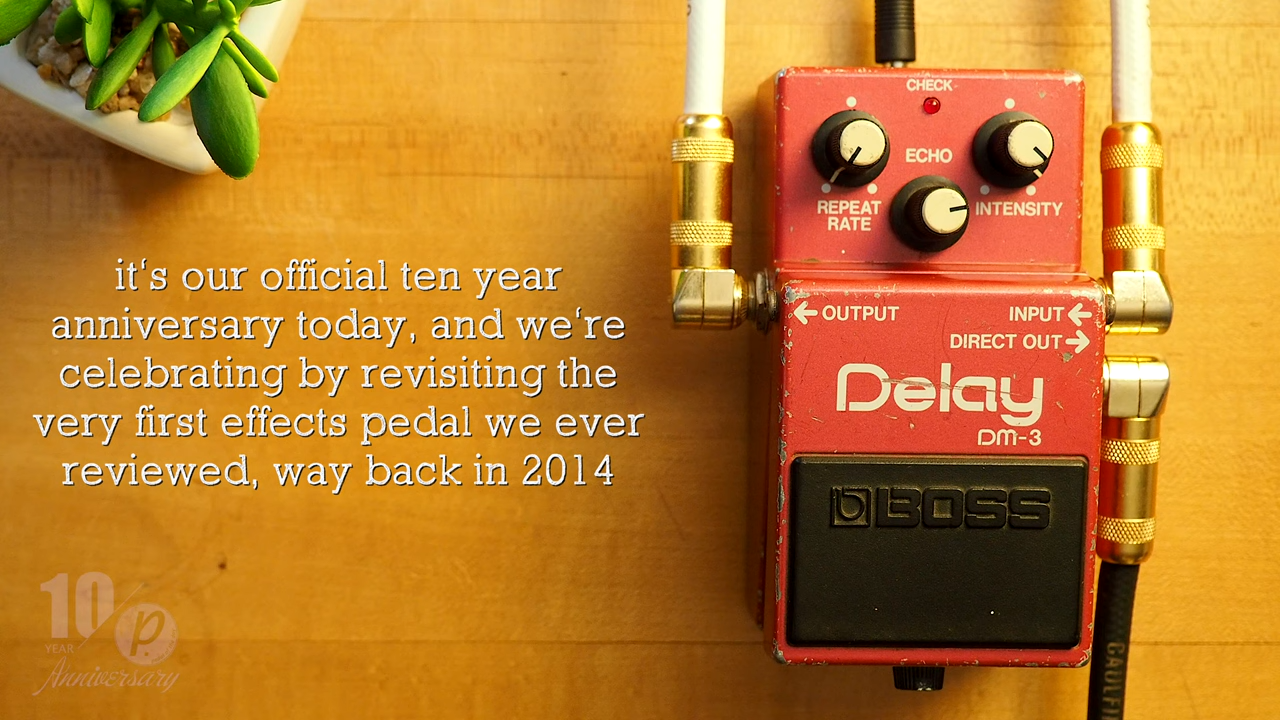 it's our official ten year
anniversary today, and we're
celebrating by revisiting the
very first effects pedal we ever
reviewed, way back in 2014
10
p.
YEAR
Anniversary
CHECK
ECHO
REPEAT
RATE
INTENSITY
OUTPUT
INPUT
DIRECT OUT
Delay
DM-3
BOSS